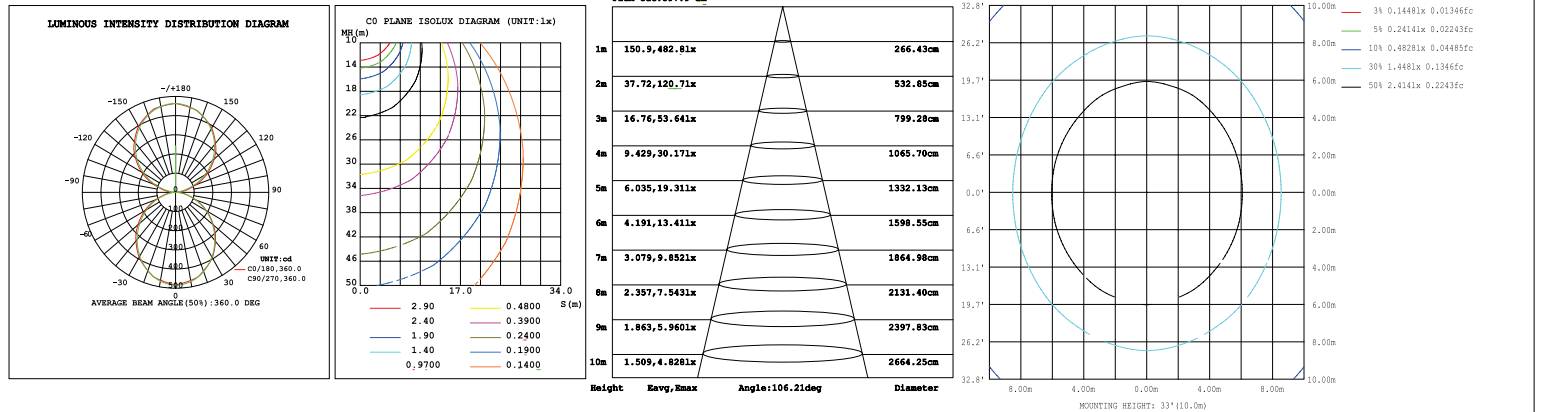 LUMINOUS INTENSITY DISTRIBUTION DIAGRAM
-/+180
-150
150
-120
120
-90
90
-60
60
-30
30
0
0
100
200
300
400
500
UNIT:cd
C0/180,360.0
C90/270,360.0
AVERAGE BEAM ANGLE(50%):360.0 DEG
C0 PLANE ISOLUX DIAGRAM (UNIT:lx)
MH(m)
10
14
18
22
26
30
34
38
42
46
50
0.0
17.0
34.0
S(m)
2.90
0.4800
2.40
0.3900
1.90
0.2400
1.40
0.1900
0.9700
0.1400
1m 150.9,482.8lx 266.43cm
2m 37.72,120.7lx 532.85cm
3m 16.76,53.64lx 799.28cm
4m 9.429,30.17lx 1065.70cm
5m 6.035,19.31lx 1332.13cm
6m 4.191,13.41lx 1598.55cm
7m 3.079,9.852lx 1864.98cm
8m 2.357,7.543lx 2131.40cm
9m 1.863,5.960lx 2397.83cm
10m 1.509,4.828lx 2664.25cm
Height Eavg,Emax Angle:106.21deg Diameter
32.8' 10.00m
26.2' 8.00m
19.7' 6.00m
13.1' 4.00m
6.6' 2.00m
0.0' 0.00m
6.6' 2.00m
13.1' 4.00m
19.7' 6.00m
26.2' 8.00m
32.8' 10.00m
8.00m 4.00m 0.00m 4.00m 8.00m
MOUNTING HEIGHT: 33'(10.0m)
3% 0.1448lx 0.01346fc
5% 0.2414lx 0.02243fc
10% 0.4828lx 0.04485fc
30% 1.448lx 0.1346fc
50% 2.414lx 0.2243fc